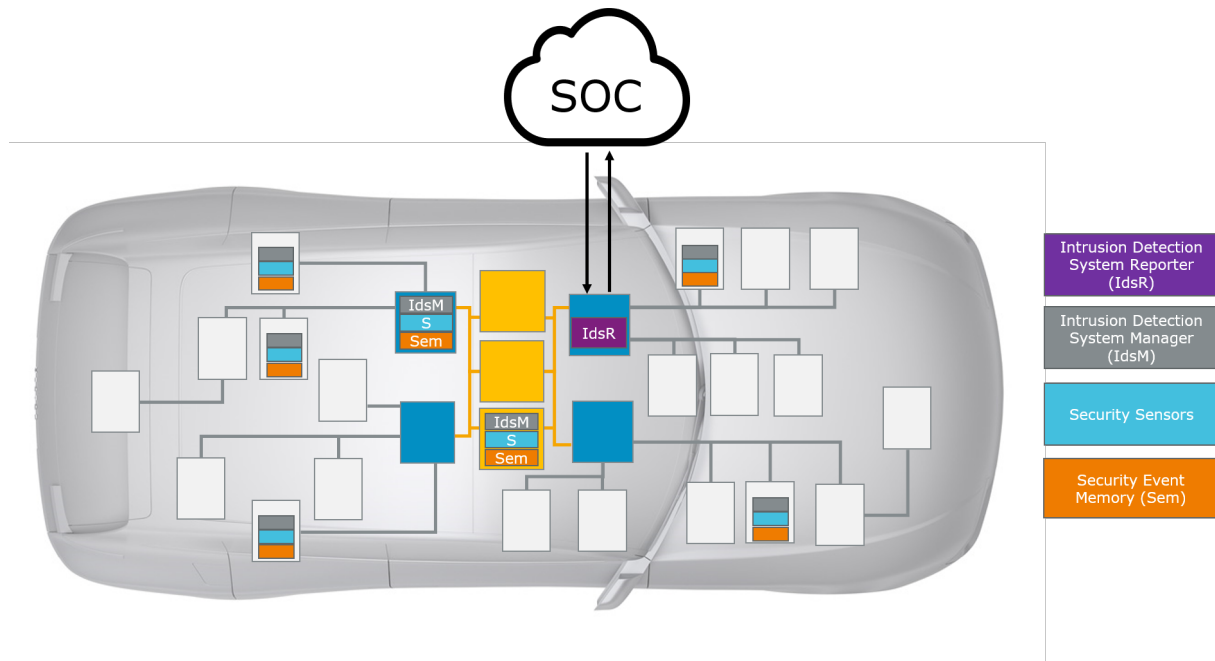 SOC
IdsM
S
Sem
IdsR
IdsM
S
Sem
Intrusion Detection
System Reporter
(IdsR)
Intrusion Detection
System Manager
(IdsM)
Security Sensors
Security Event
Memory (Sem)